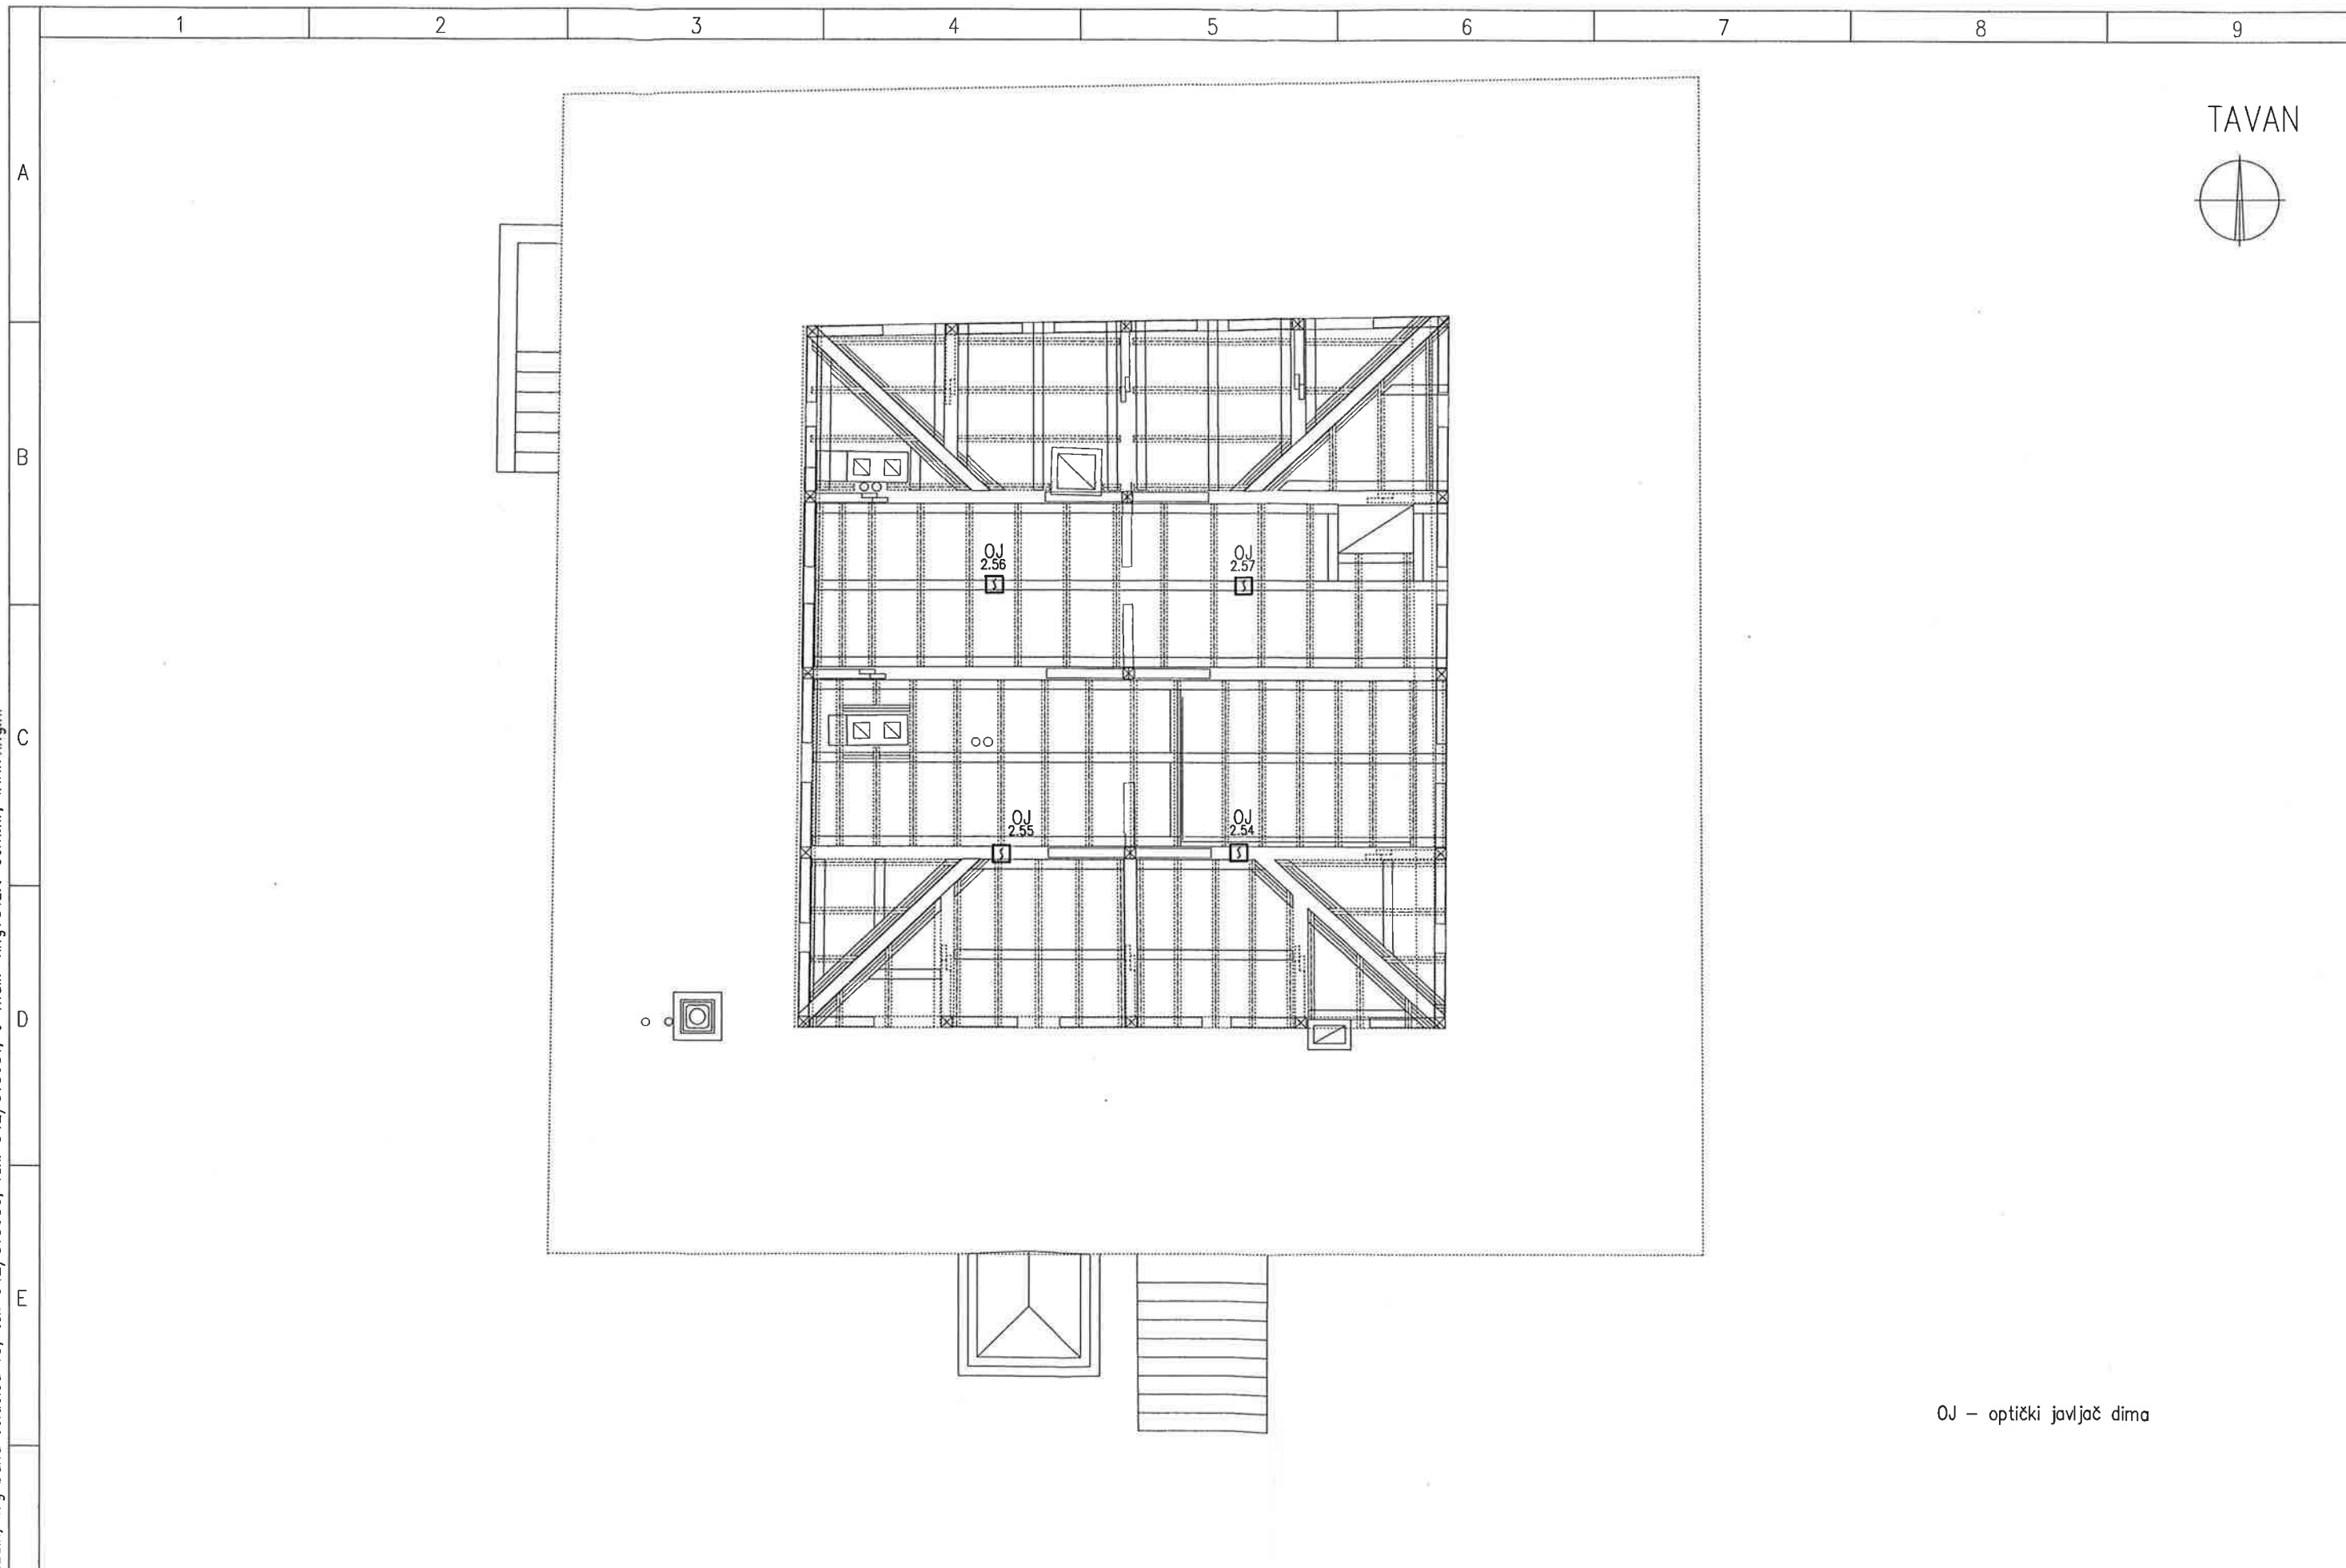 1 2 3 4 5 6 7 8 9
TAVAN
A
B
OJ
2.56
OJ
2.57
C
OJ
2.55
OJ
2.54
D
E
OJ – optički javljač dima